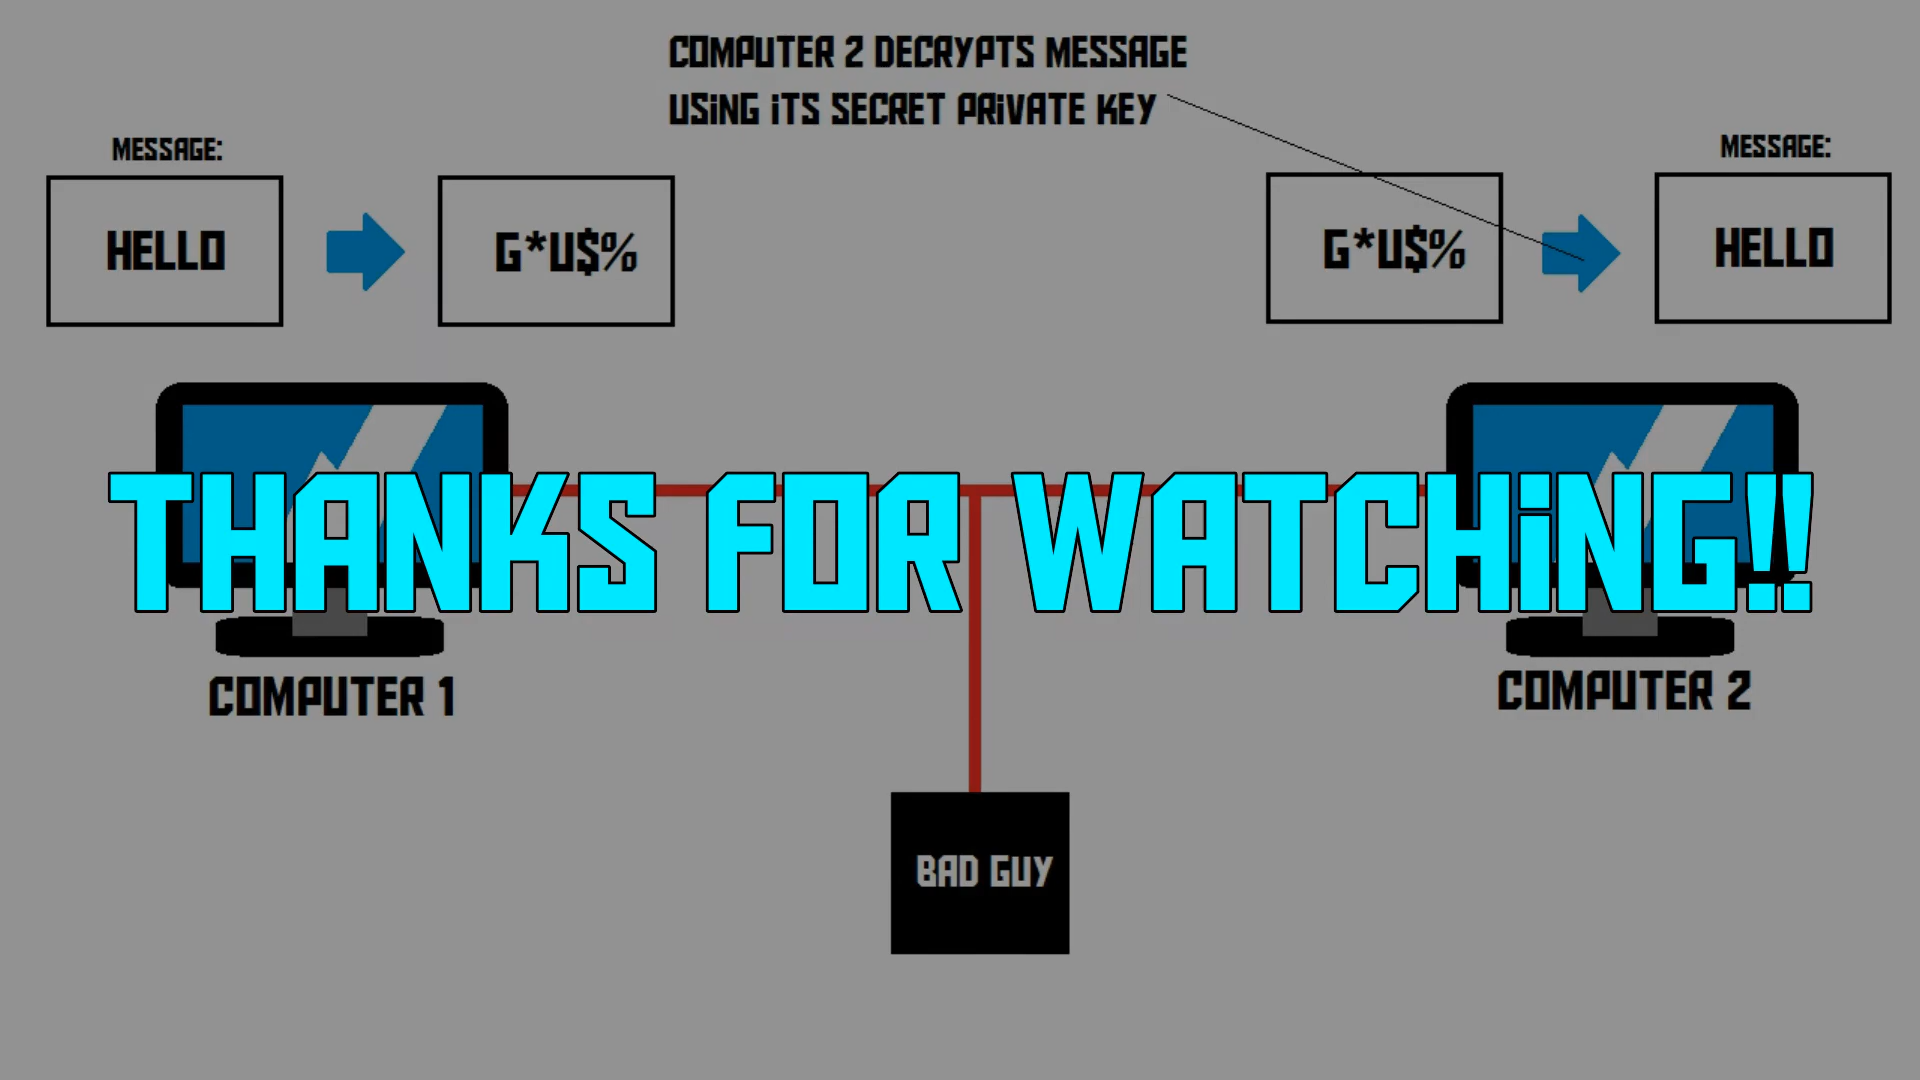 COMPUTER 2 DECRYPTS MESSAGE
USiNG iTS SECRET PRiVATE KEY
MESSAGE:
HELLO
G*U$%
MESSAGE:
G*U$%
HELLO
THANKS FOR WATCHiNG!!
COMPUTER 1
COMPUTER 2
BAD GUY